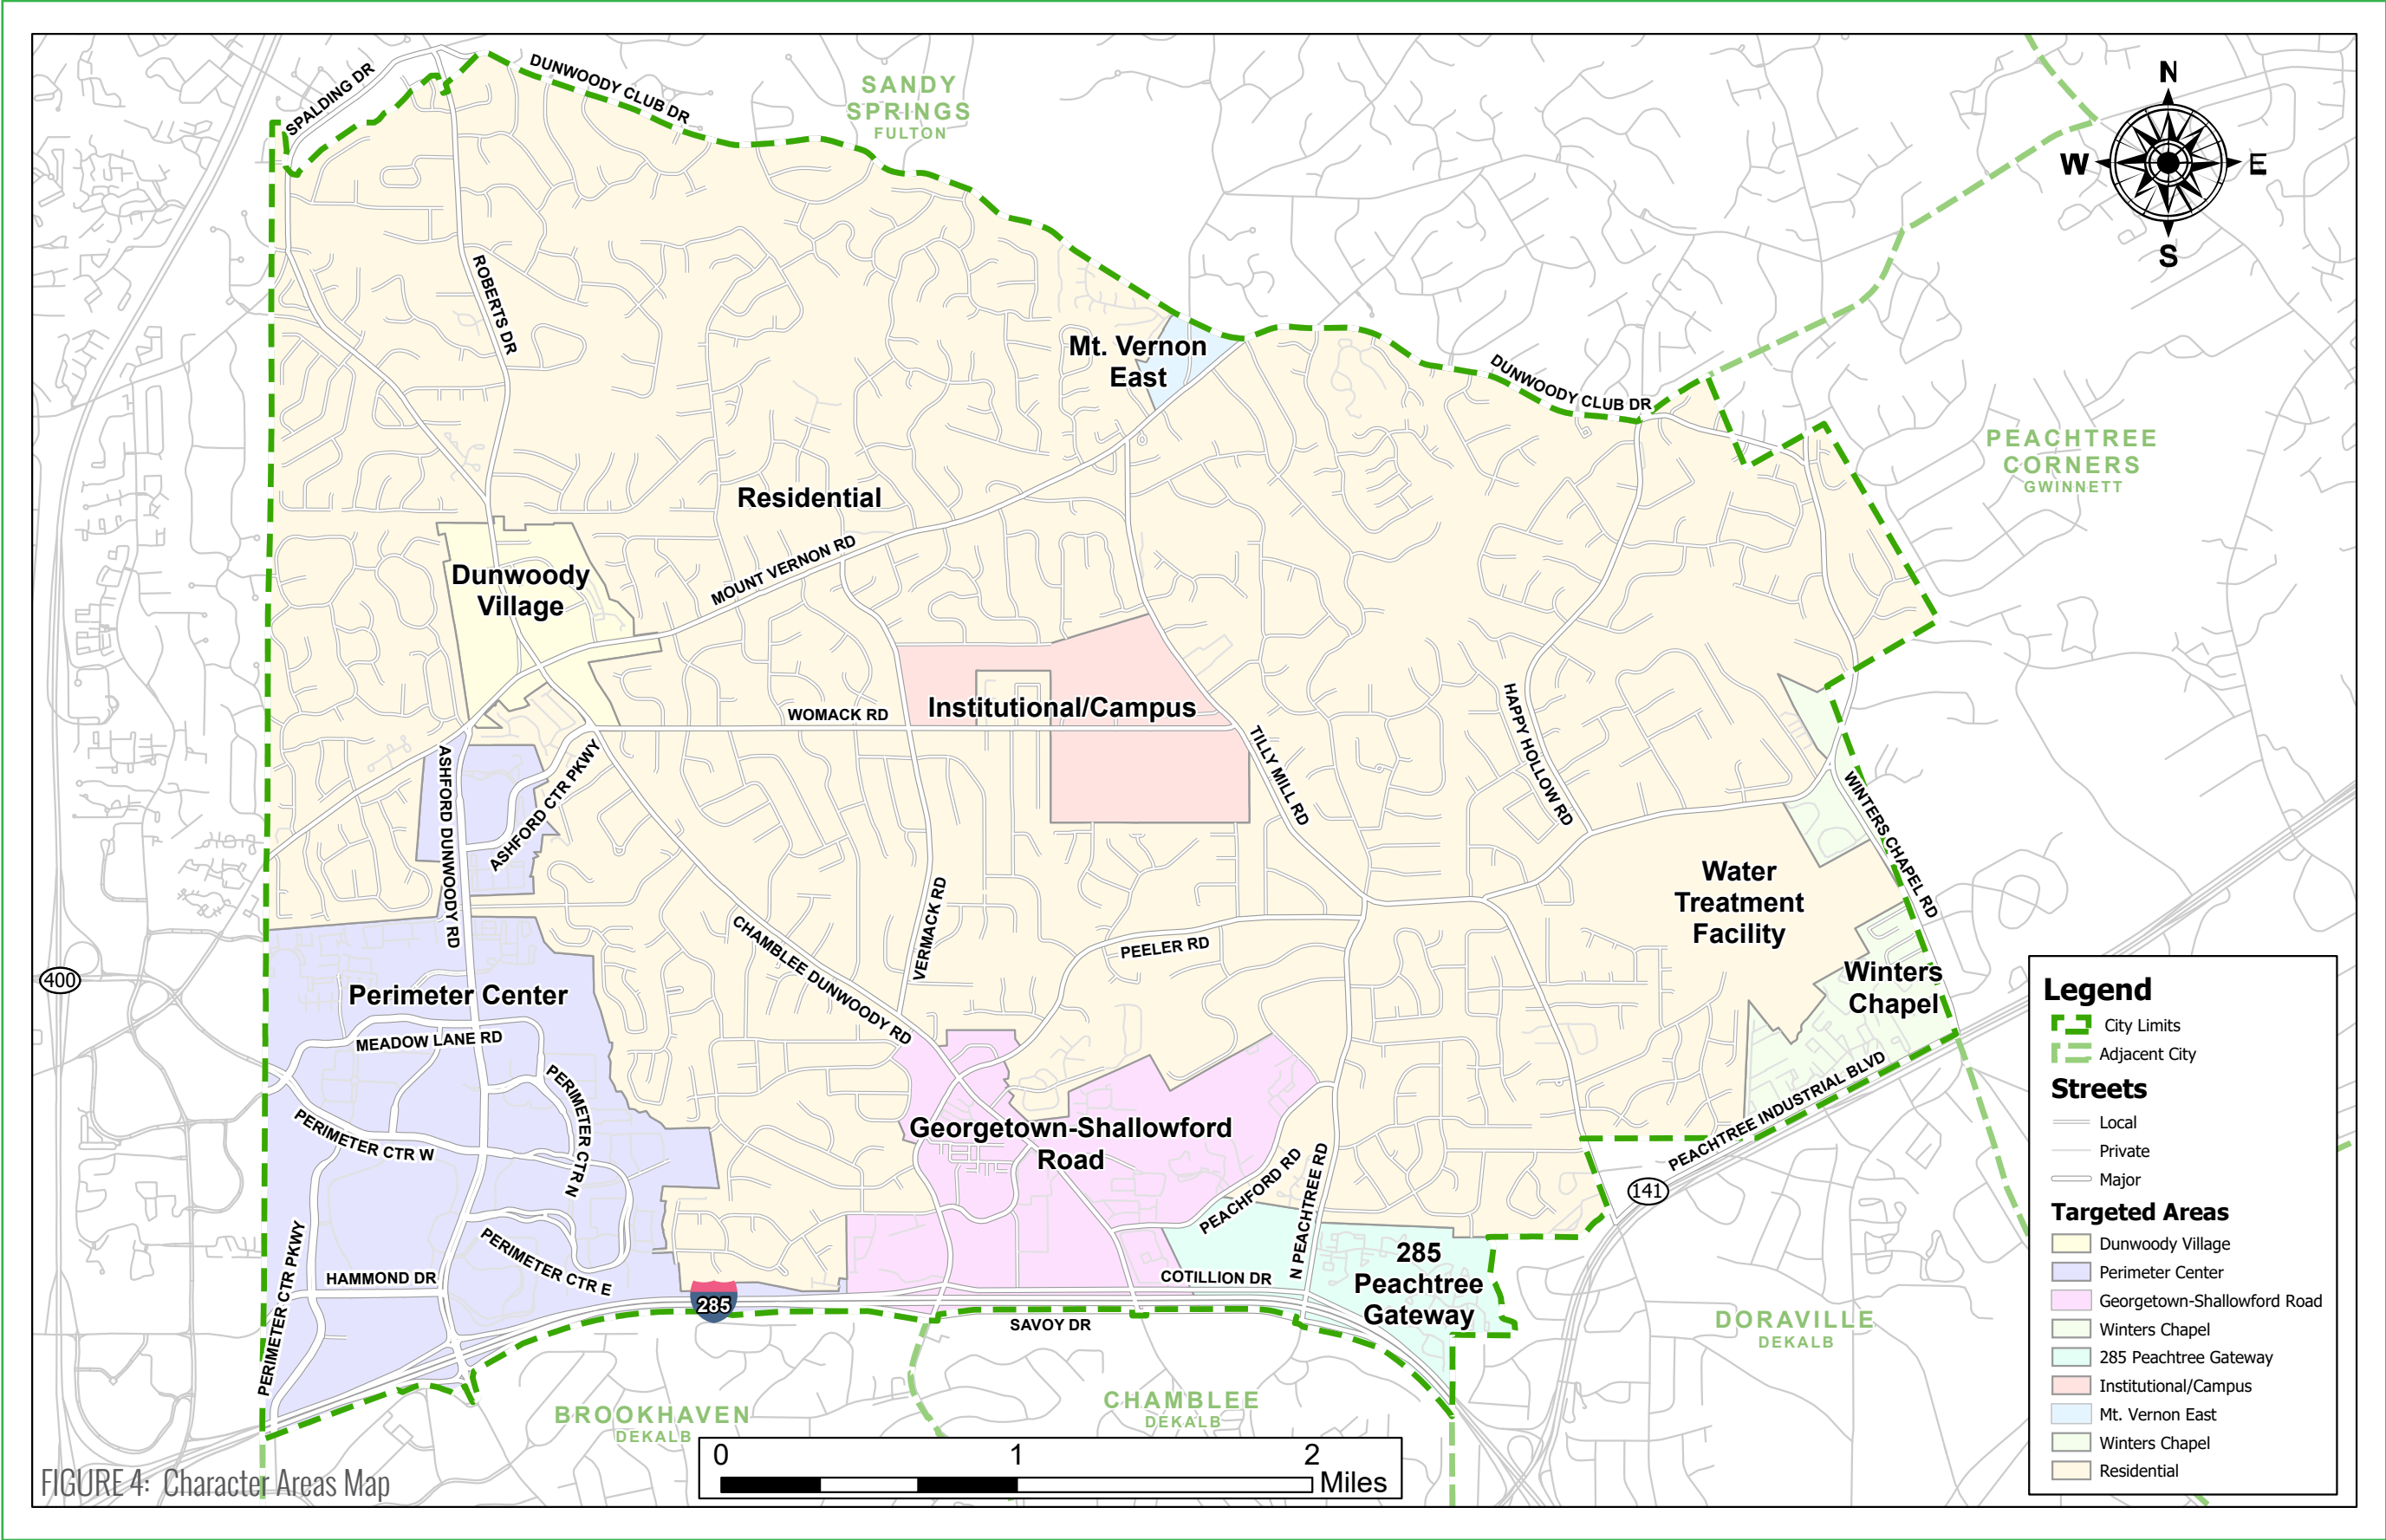 SPALDING DR
DUNWOODY CLUB DR
SANDY
SPRINGS
FULTON
N
W
E
S
ROBERTS DR
Mt. Vernon
East
DUNWOODY CLUB DR
PEACHTREE
CORNERS
GWINNETT
Residential
MOUNT VERNON RD
Dunwoody
Village
Institutional/Campus
WOMACK RD
HAPPY HOLLOW RD
TILLY MILL RD
ASHFORD DUNWOODY RD
ASHFORD CTR PKWY
WINTERS CHAPEL RD
Water
Treatment
Facility
CHAMBLEE DUNWOODY RD
VERMACK RD
PEELER RD
400
Perimeter Center
Winters
Chapel
MEADOW LANE RD
PERIMETER CTR N
PERIMETER CTR W
Georgetown-Shallowford
Road
PEACHFORD RD
N PEACHTREE RD
PEACHTREE INDUSTRIAL BLVD
141
PERIMETER CTR PKWY
PERIMETER CTR E
HAMMOND DR
285
COTILLION DR
285
Peachtree
Gateway
SAVOY DR
DORAVILLE
DEKALB
BROOKHAVEN
DEKALB
CHAMBLEE
DEKALB
0 1 2
Miles
FIGURE 4: Character Areas Map
Legend
City Limits
Adjacent City
Streets
Local
Private
Major
Targeted Areas
Dunwoody Village
Perimeter Center
Georgetown-Shallowford Road
Winters Chapel
285 Peachtree Gateway
Institutional/Campus
Mt. Vernon East
Winters Chapel
Residential